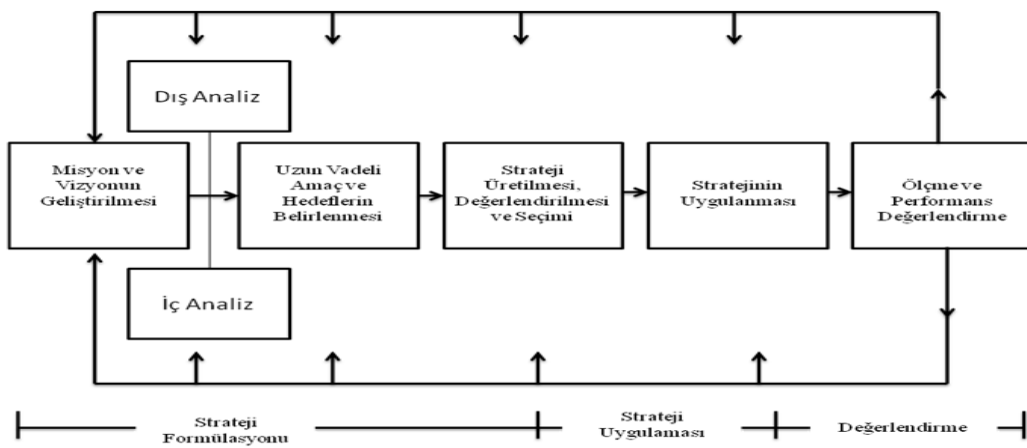 Dış Analiz
Misyon ve
Vizyonun
Geliştirilmesi
Uzun Vadeli
Amaç ve
Hedeflerin
Belirlenmesi
Strateji
Üretilmesi,
Değerlendirilmesi
ve Seçimi
Stratejinin
Uygulanması
Ölçme ve
Performans
Değerlendirme
İç Analiz
Strateji
Formülasyonu
Strateji
Uygulaması
Değerlendirme